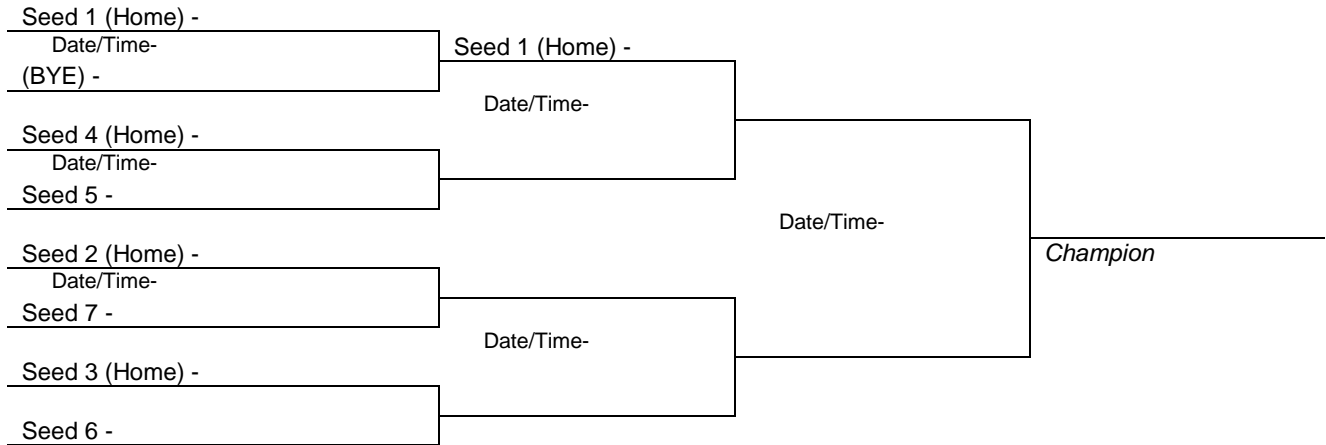 Seed 1 (Home) -
Date/Time-
(BYE) -
Seed 1 (Home) -
Date/Time-
Seed 4 (Home) -
Date/Time-
Seed 5 -
Date/Time-
Seed 2 (Home) -
Date/Time-
Seed 7 -
Champion
Date/Time-
Seed 3 (Home) -
Seed 6 -